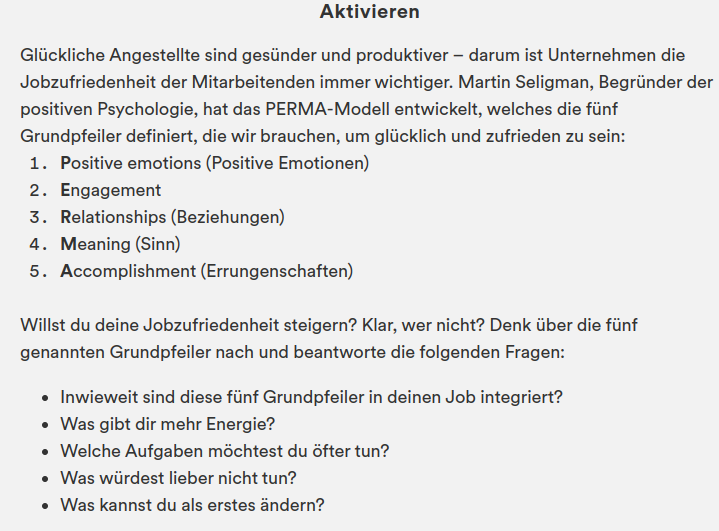 Aktivieren
Glückliche Angestellte sind gesünder und produktiver – darum ist Unternehmen die
Jobzufriedenheit der Mitarbeitenden immer wichtiger. Martin Seligman, Begründer der
positiven Psychologie, hat das PERMA-Modell entwickelt, welches die fünf
Grundpfeiler definiert, die wir brauchen, um glücklich und zufrieden zu sein:
1. Positive emotions (Positive Emotionen)
2. Engagement
3. Relationships (Beziehungen)
4. Meaning (Sinn)
5. Accomplishment (Errungenschaften)
Willst du deine Jobzufriedenheit steigern? Klar, wer nicht? Denk über die fünf
genannten Grundpfeiler nach und beantworte die folgenden Fragen:
• Inwieweit sind diese fünf Grundpfeiler in deinen Job integriert?
• Was gibt dir mehr Energie?
• Welche Aufgaben möchtest du öfter tun?
• Was würdest lieber nicht tun?
• Was kannst du als erstes ändern?